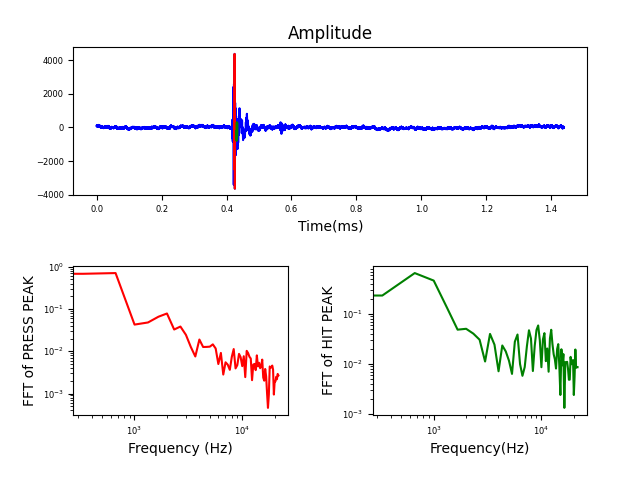 Amplitude
4000
2000
0
−2000
−4000
0.0 0.2 0.4 0.6 0.8 1.0 1.2 1.4
Time(ms)
FFT of PRESS PEAK
10⁰
10⁻¹
10⁻²
10⁻³
10³ 10⁴
Frequency (Hz)
FFT of HIT PEAK
10⁻¹
10⁻²
10⁻³
10³ 10⁴
Frequency(Hz)